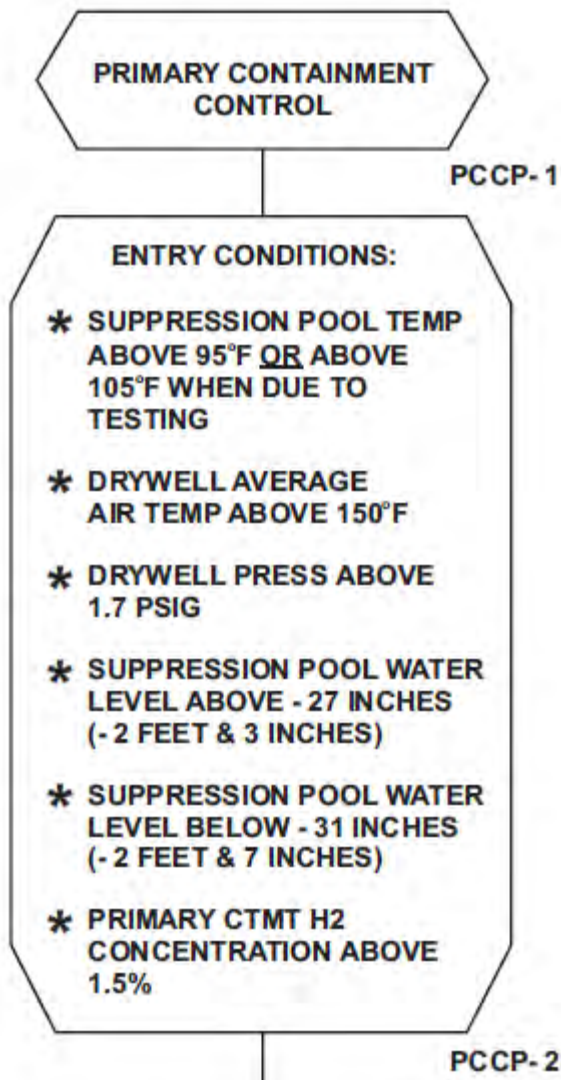 PRIMARY CONTAINMENT
CONTROL
PCCP- 1
ENTRY CONDITIONS:
* SUPPRESSION POOL TEMP
ABOVE 95°F OR ABOVE
105°F WHEN DUE TO
TESTING
* DRYWELL AVERAGE
AIR TEMP ABOVE 150°F
* DRYWELL PRESS ABOVE
1.7 PSIG
* SUPPRESSION POOL WATER
LEVEL ABOVE - 27 INCHES
(- 2 FEET & 3 INCHES)
* SUPPRESSION POOL WATER
LEVEL BELOW - 31 INCHES
(- 2 FEET & 7 INCHES)
* PRIMARY CTMT H2
CONCENTRATION ABOVE
1.5%
PCCP- 2